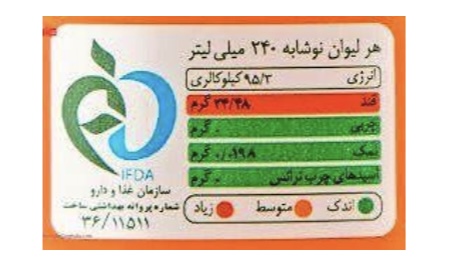 هر لیوان نوشابه ۲۴۰ میلی لیتر
انرژی ۹۵/۲ کیلوکالری
قند ۲۴/۴۸ گرم
چربی ۰ گرم
نمک ۰/۰۱۹۸ گرم
اسیدهای چرب ترانس ۰ گرم
اندک متوسط زیاد
IFDA
سازمان غذا و دارو
شماره پروانه بهداشتی ساخت
۳۶/۱۱۵۱۱